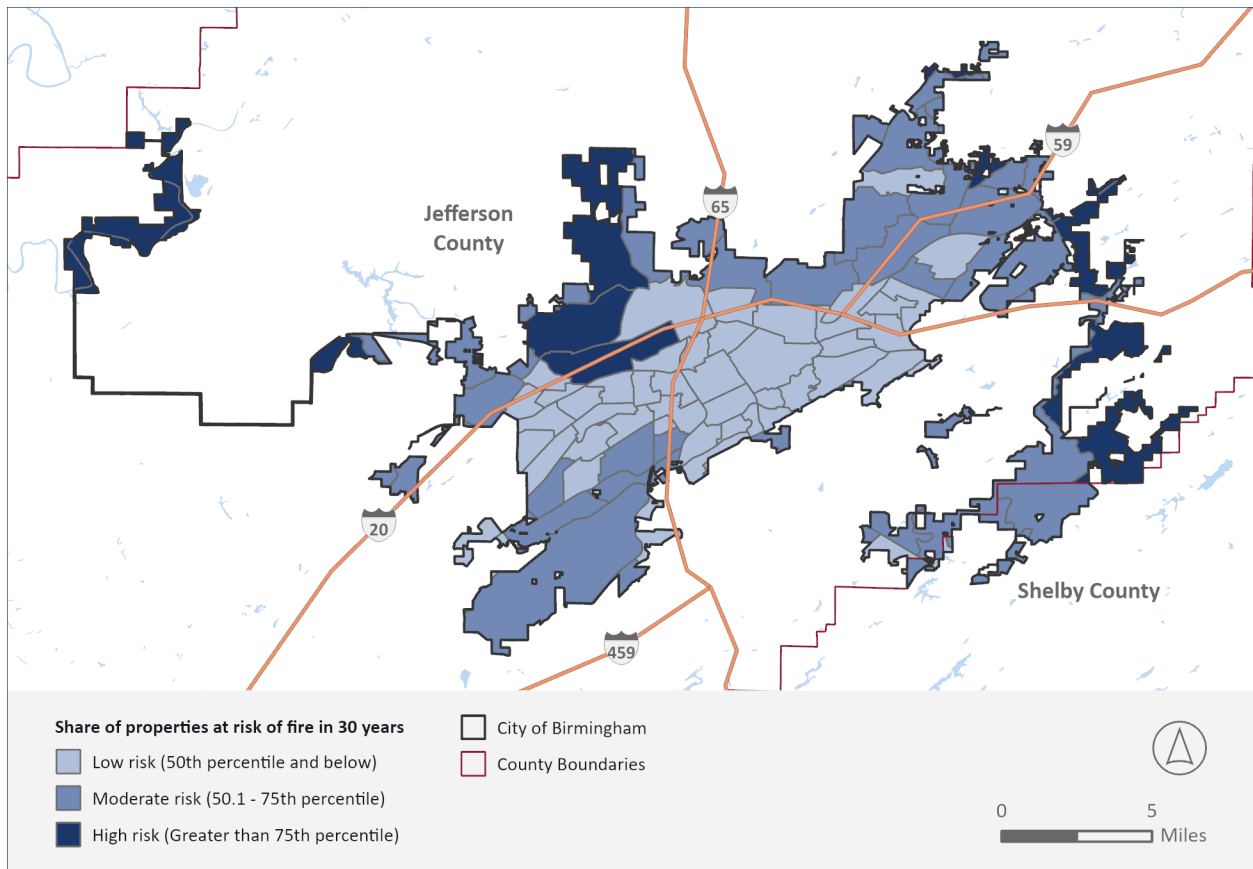 59
65
Jefferson
County
20
Shelby County
459
Share of properties at risk of fire in 30 years
Low risk (50th percentile and below)
Moderate risk (50.1 - 75th percentile)
High risk (Greater than 75th percentile)
City of Birmingham
County Boundaries
0 5
Miles